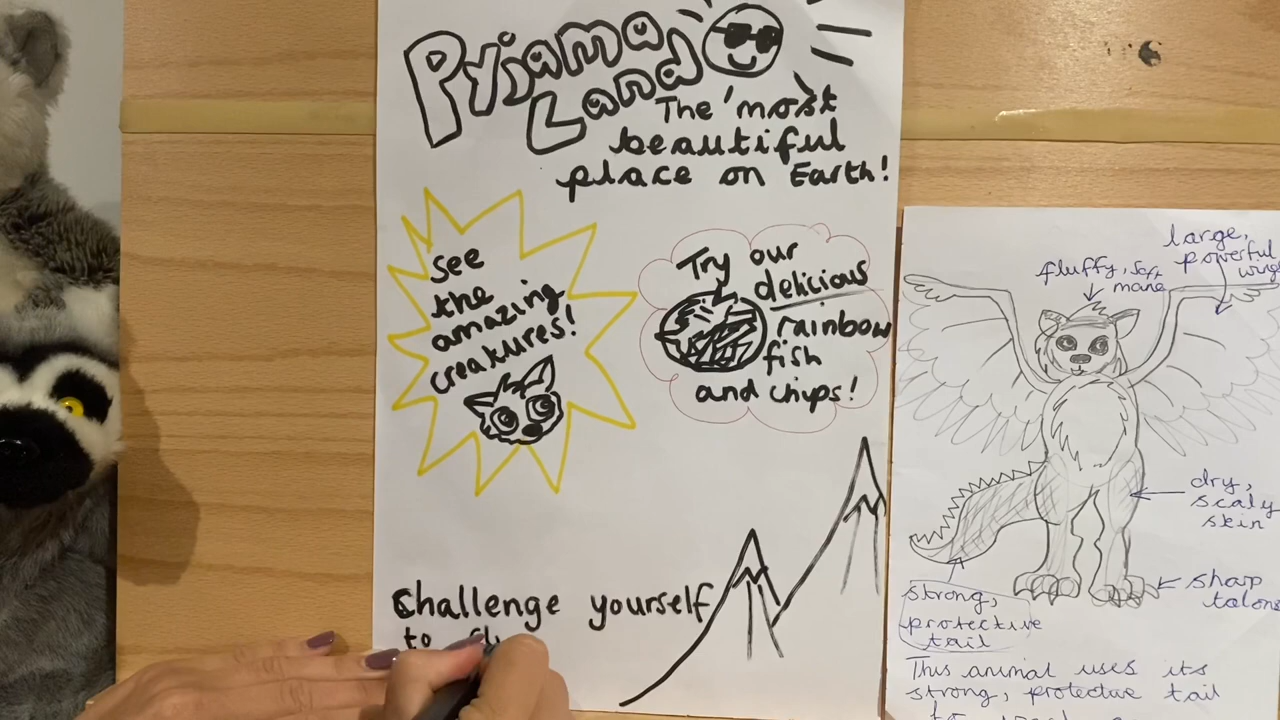 Pyjama
Land
The most
beautiful
place on Earth!
See
the
amazing
creatures!
Try our
delicious
rainbow
fish
and chips!
Challenge yourself
to
large,
powerful
wings
fluffy, soft
mane
dry,
scaly
skin
sharp
talons
strong,
protective
tail
This animal uses its
strong, protective tail